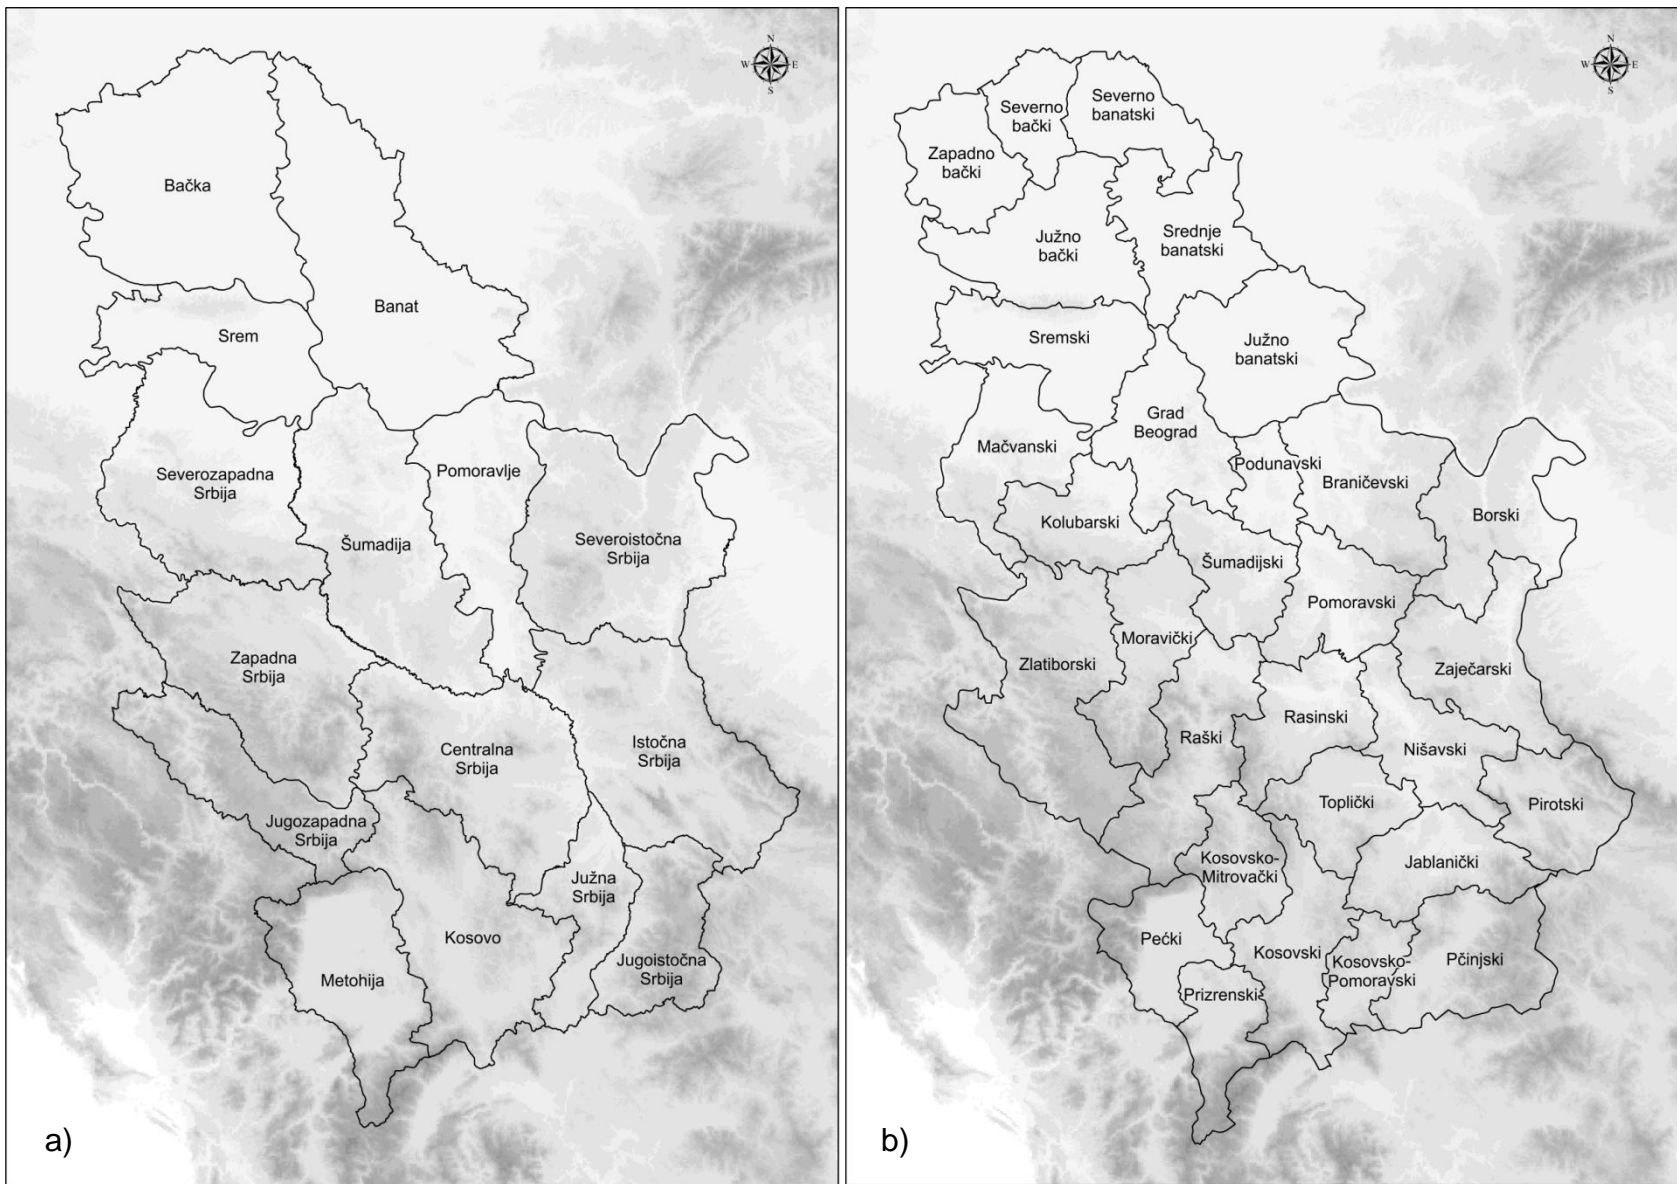 N
W E
S
Bačka
Banat
Srem
Severozapadna
Srbija
Šumadija
Pomoravlje
Severoistočna
Srbija
Zapadna
Srbija
Centralna
Srbija
Istočna
Srbija
Jugozapadna
Srbija
Južna
Srbija
Kosovo
Metohija
Jugoistočna
Srbija
a)
N
W E
S
Severno
bački
Severno
banatski
Zapadno
bački
Južno
bački
Srednje
banatski
Sremski
Južno
banatski
Grad
Beograd
Mačvanski
Podunavski
Braničevski
Kolubarski
Borski
Šumadijski
Pomoravski
Moravički
Zlatiborski
Zaječarski
Rasinski
Raški
Nišavski
Toplički
Pirotski
Kosovsko-
Mitrovački
Jablanički
Pećki
Kosovski
Kosovsko-
Pomoravski
Pčinjski
Prizrenski
b)